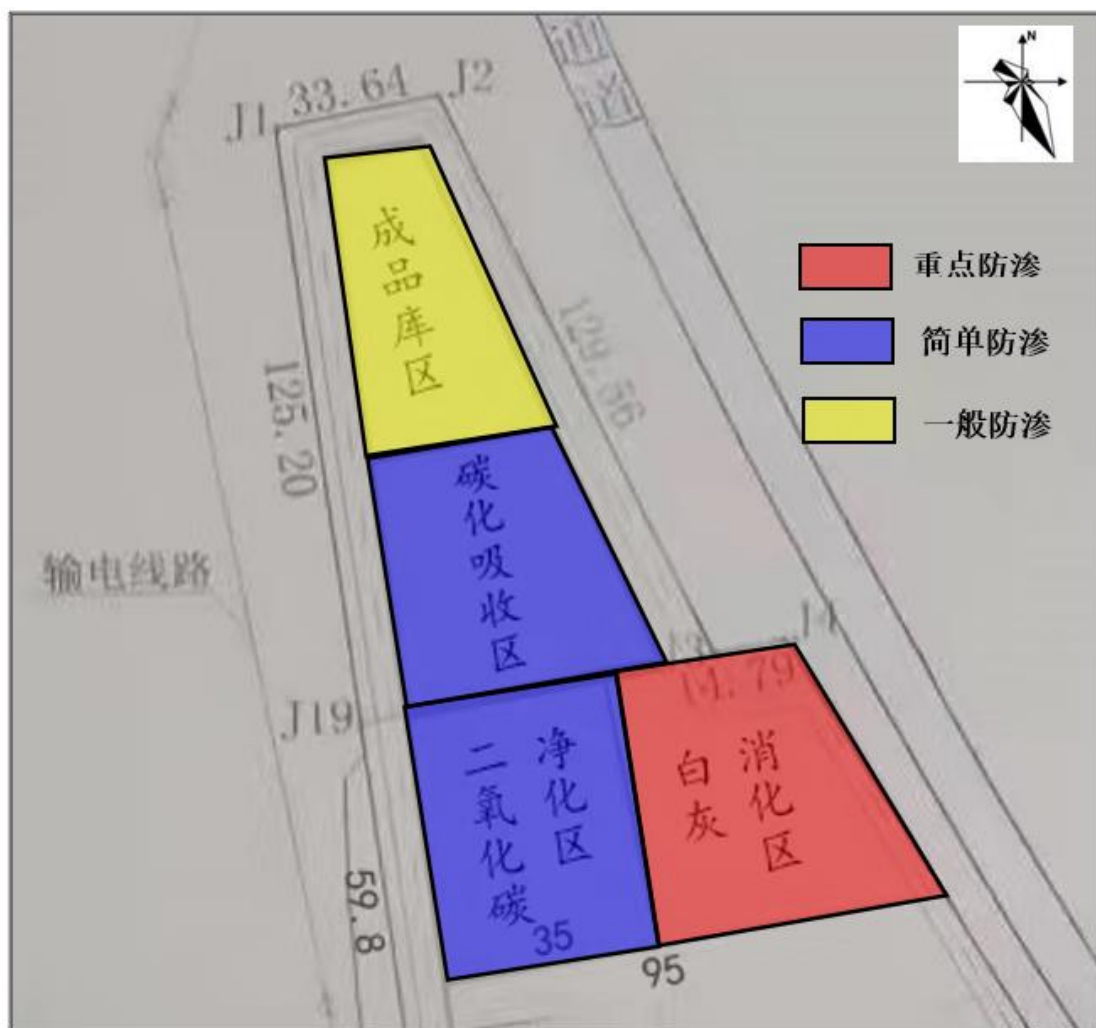 通道
N
J1 33.64 J2
成品库区
重点防渗
简单防渗
一般防渗
125.20
129.56
碳化吸收区
输电线路
J4
14.79
J19
二氧化碳
净化区
白灰
消化区
59.8
35
95